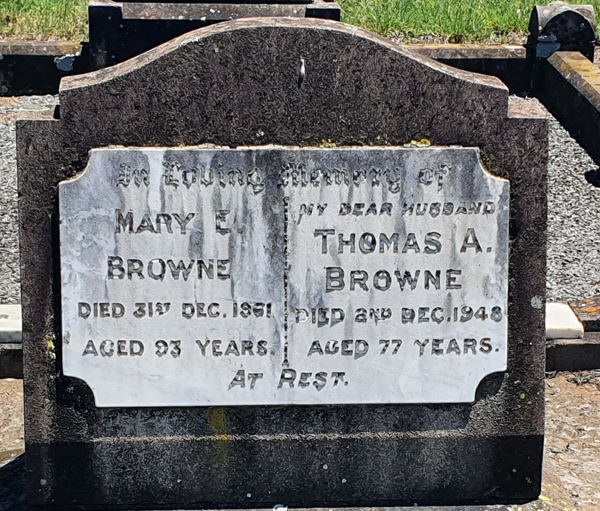 In Loving Memory of
MARY E.
BROWNE
DIED 31ST DEC. 1961
AGED 93 YEARS.
MY DEAR HUSBAND
THOMAS A.
BROWNE
DIED 2ND DEC. 1948
AGED 77 YEARS.
AT REST.